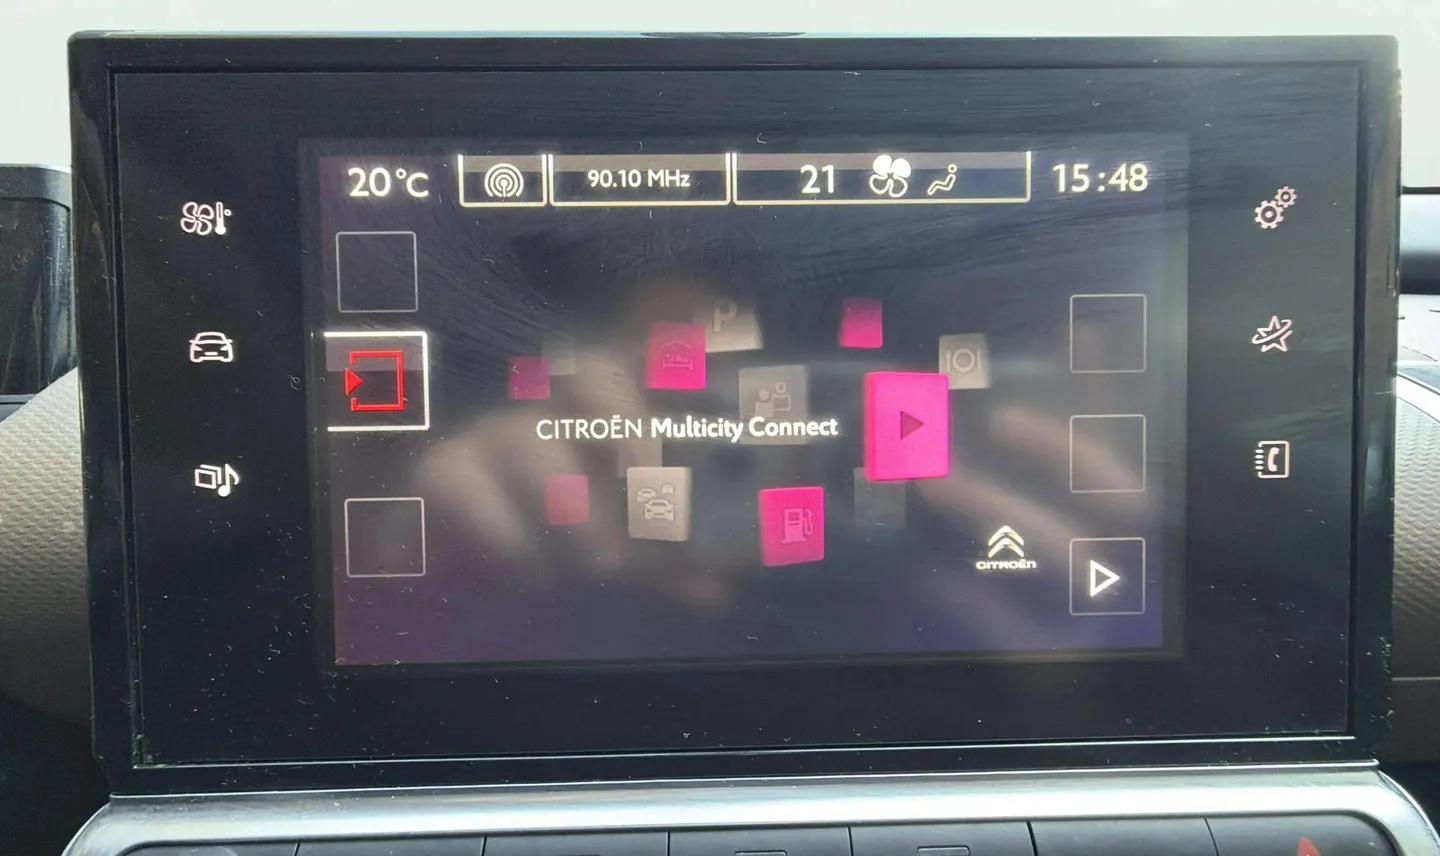 20°C
90.10 MHz
21
15:48
P
CITROËN Multicity Connect
CITROËN